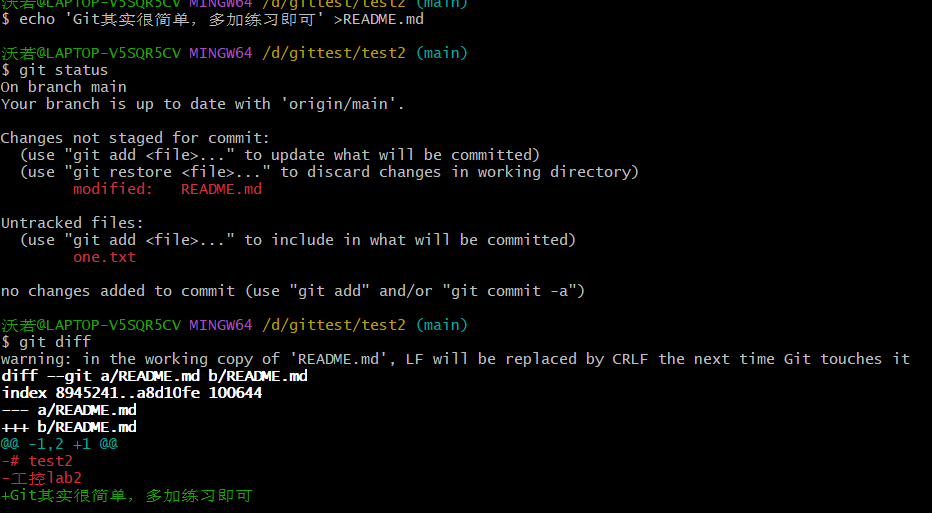 沃若@LAPTOP-V5SQR5CV MINGW64 /d/gittest/test2 (main)
$ echo 'Git其实很简单，多加练习即可' >README.md
沃若@LAPTOP-V5SQR5CV MINGW64 /d/gittest/test2 (main)
$ git status
On branch main
Your branch is up to date with 'origin/main'.
Changes not staged for commit:
  (use "git add <file>..." to update what will be committed)
  (use "git restore <file>..." to discard changes in working directory)
        modified:   README.md
Untracked files:
  (use "git add <file>..." to include in what will be committed)
        one.txt
no changes added to commit (use "git add" and/or "git commit -a")
沃若@LAPTOP-V5SQR5CV MINGW64 /d/gittest/test2 (main)
$ git diff
warning: in the working copy of 'README.md', LF will be replaced by CRLF the next time Git touches it
diff --git a/README.md b/README.md
index 8945241..a8d10fe 100644
--- a/README.md
+++ b/README.md
@@ -1,2 +1 @@
-# test2
-工控lab2
+Git其实很简单，多加练习即可